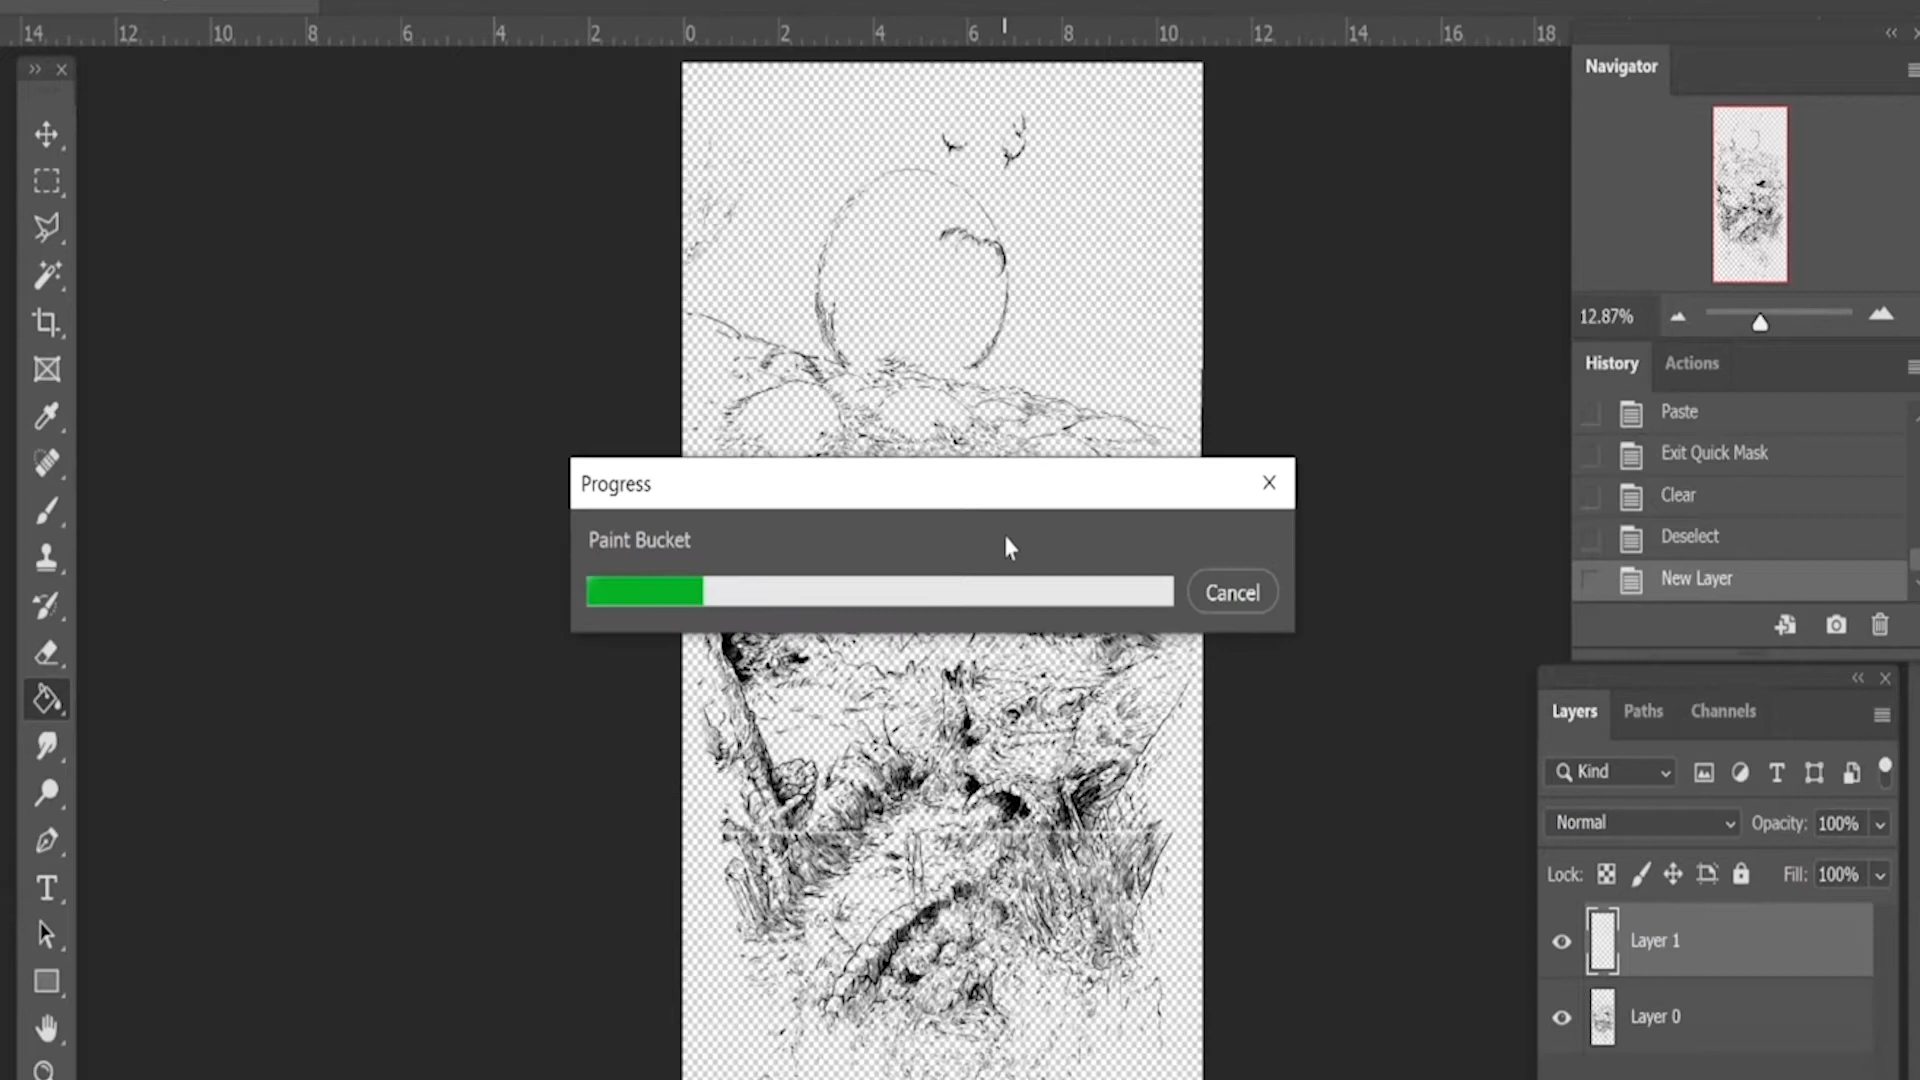 14 12 10 8 6 4 2 0 2 4 6 8 10 12 14 16 18
Navigator
12.87%
History Actions
Paste
Exit Quick Mask
Clear
Deselect
New Layer
Progress
Paint Bucket
Cancel
Layers Paths Channels
Kind
Normal Opacity: 100%
Lock: Fill: 100%
Layer 1
Layer 0